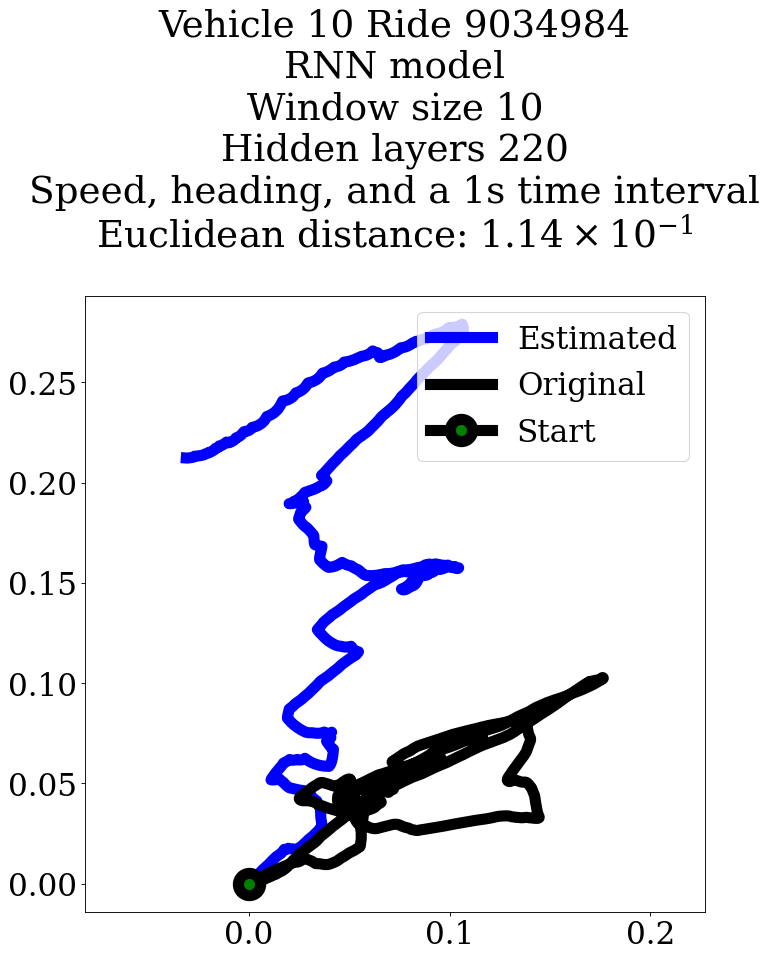 Vehicle 10 Ride 9034984
RNN model
Window size 10
Hidden layers 220
Speed, heading, and a 1s time interval
Euclidean distance: 1.14 × 10⁻¹
Estimated
Original
Start
0.25
0.20
0.15
0.10
0.05
0.00
0.0 0.1 0.2